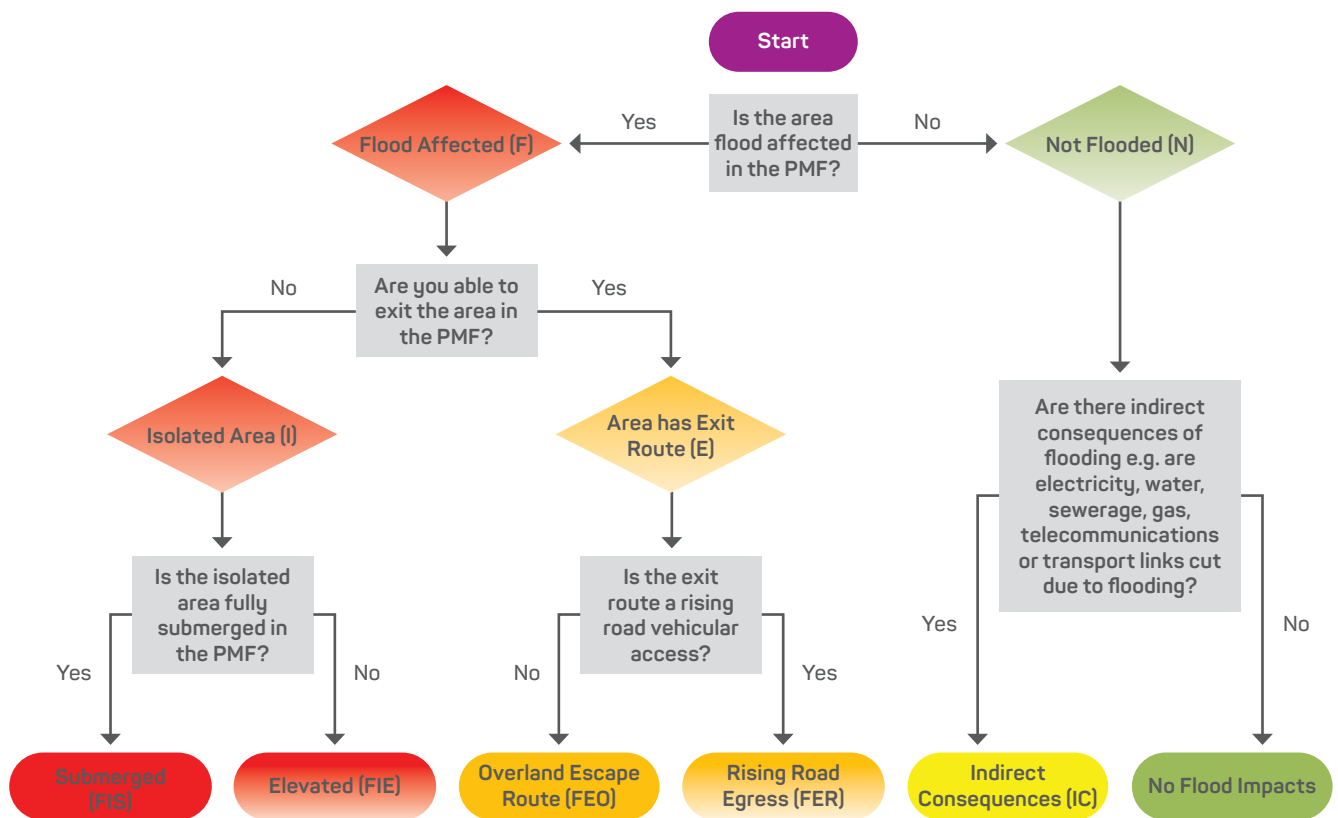 Start
Is the area
flood affected
in the PMF?
Yes
No
Flood Affected (F)
Not Flooded (N)
Are you able to
exit the area in
the PMF?
No
Yes
Isolated Area (I)
Area has Exit
Route (E)
Are there indirect
consequences of
flooding e.g. are
electricity, water,
sewerage, gas,
telecommunications
or transport links cut
due to flooding?
Is the isolated
area fully
submerged in
the PMF?
Is the exit
route a rising
road vehicular
access?
Yes
No
No
Yes
Yes
No
Submerged
(FIS)
Elevated (FIE)
Overland Escape
Route (FEO)
Rising Road
Egress (FER)
Indirect
Consequences (IC)
No Flood Impacts